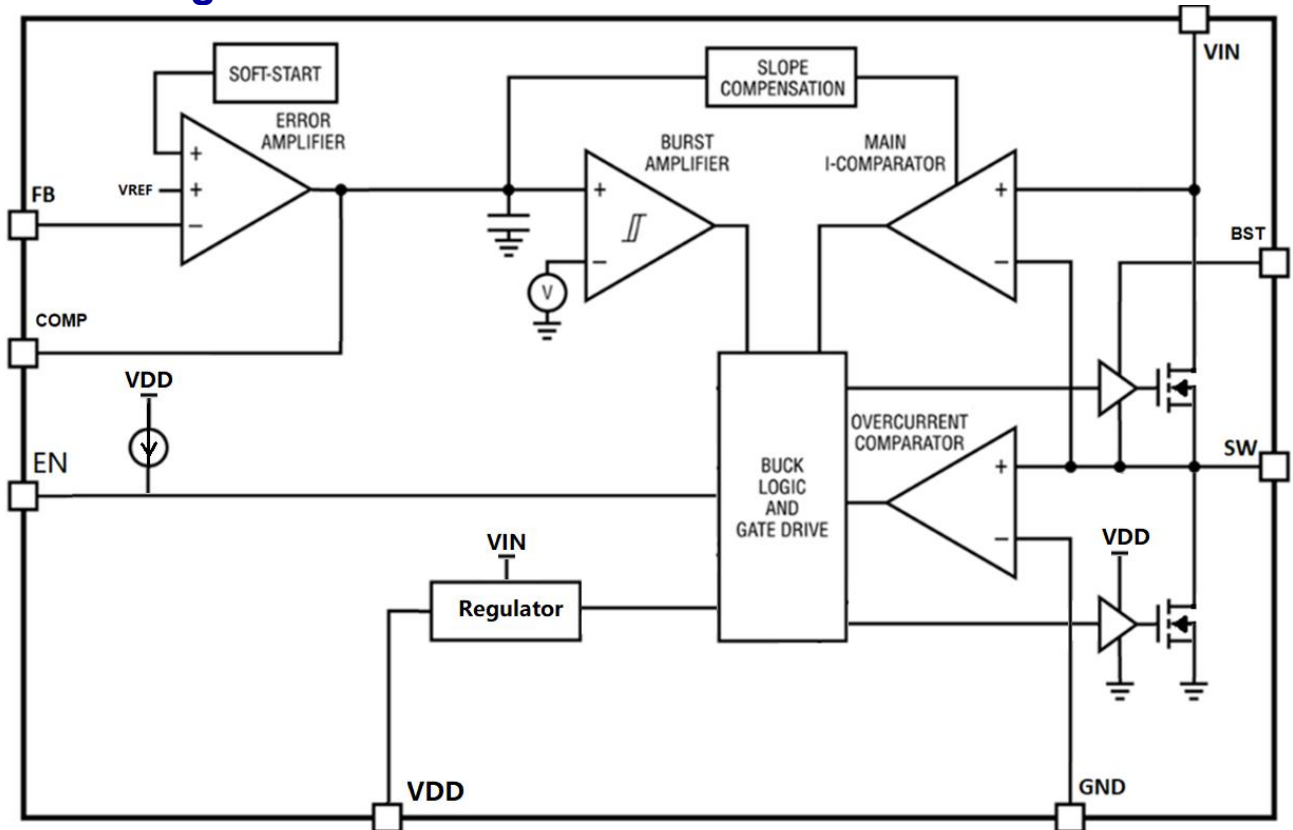 VIN
SOFT-START
SLOPE
COMPENSATION
ERROR
AMPLIFIER
BURST
AMPLIFIER
MAIN
I-COMPARATOR
+
+
+
FB
VREF
+
−
BST
−
−
V
COMP
VDD
OVERCURRENT
COMPARATOR
SW
EN
+
BUCK
LOGIC
AND
GATE DRIVE
VIN
−
VDD
Regulator
VDD
GND